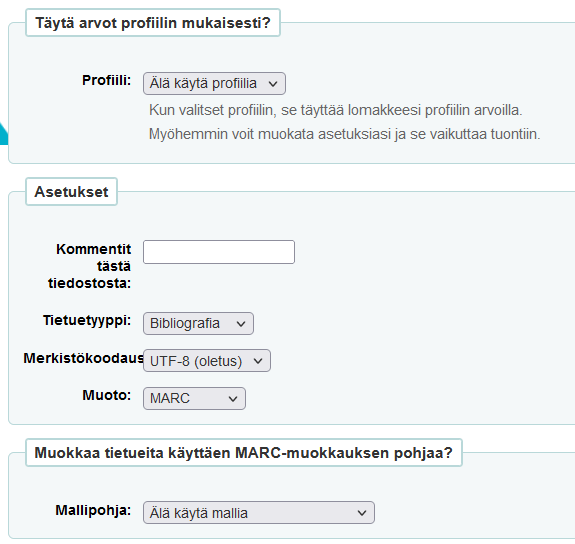 Täytä arvot profiilin mukaisesti?
Profiili: Älä käytä profiilia
Kun valitset profiilin, se täyttää lomakkeesi profiilin arvoilla.
Myöhemmin voit muokata asetuksiasi ja se vaikuttaa tuontiin.
Asetukset
Kommentit
tästä
tiedostosta:
Tietuetyyppi: Bibliografia
Merkistökoodaus UTF-8 (oletus)
Muoto: MARC
Muokkaa tietueita käyttäen MARC-muokkauksen pohjaa?
Mallipohja: Älä käytä mallia